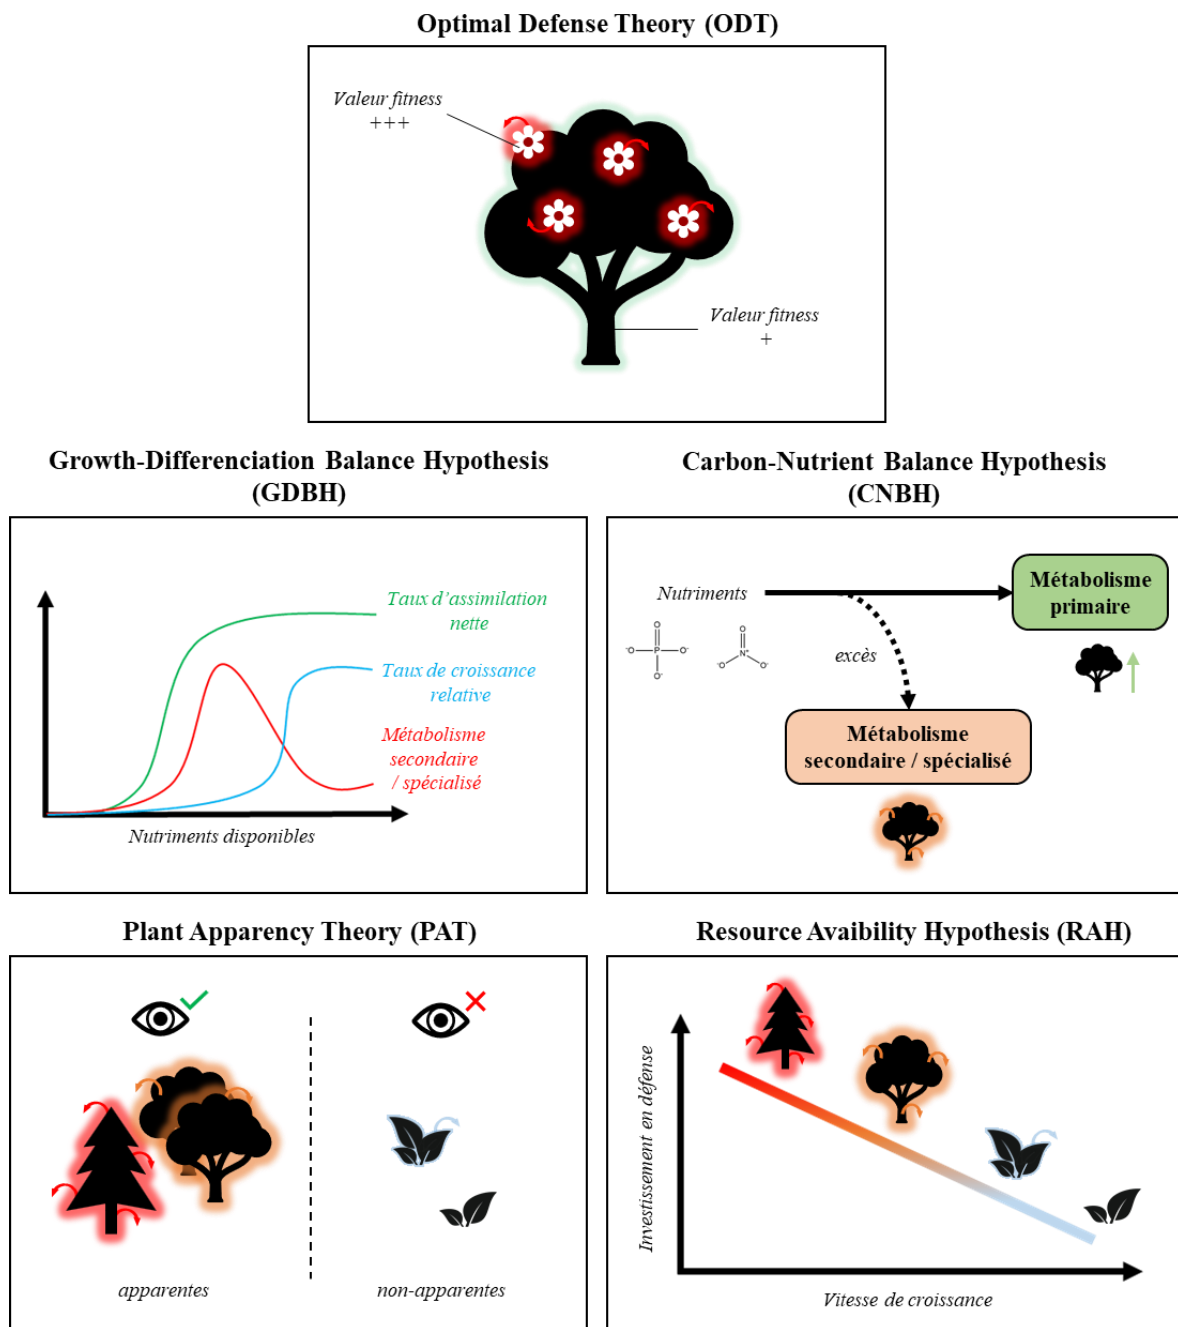 Optimal Defense Theory (ODT)
Valeur fitness
+++
Valeur fitness
+
Growth-Differenciation Balance Hypothesis
(GDBH)
Taux d'assimilation
nette
Taux de croissance
relative
Métabolisme
secondaire
/ spécialisé
Nutriments disponibles
Carbon-Nutrient Balance Hypothesis
(CNBH)
Nutriments
Métabolisme
primaire
O
⁻O P O⁻
O⁻
O
⁻O N⁺ O⁻
excès
Métabolisme
secondaire / spécialisé
Plant Apparency Theory (PAT)
apparentes
non-apparentes
Resource Avaibility Hypothesis (RAH)
Investissement en défense
Vitesse de croissance